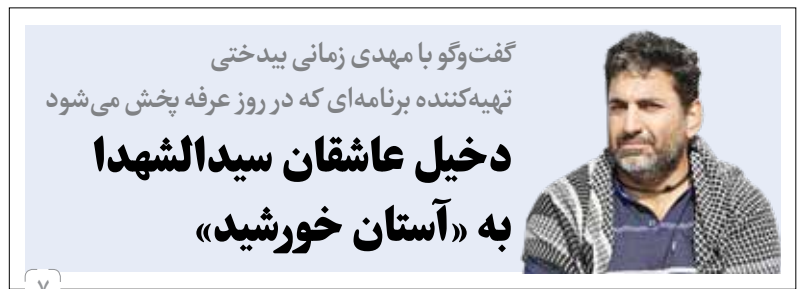 گفت‌وگو با مهدی زمانی بیدختی
تهیه‌کننده برنامه‌ای که در روز عرفه پخش می‌شود
دخیل عاشقان سیدالشهدا
به «آستان خورشید»
۷